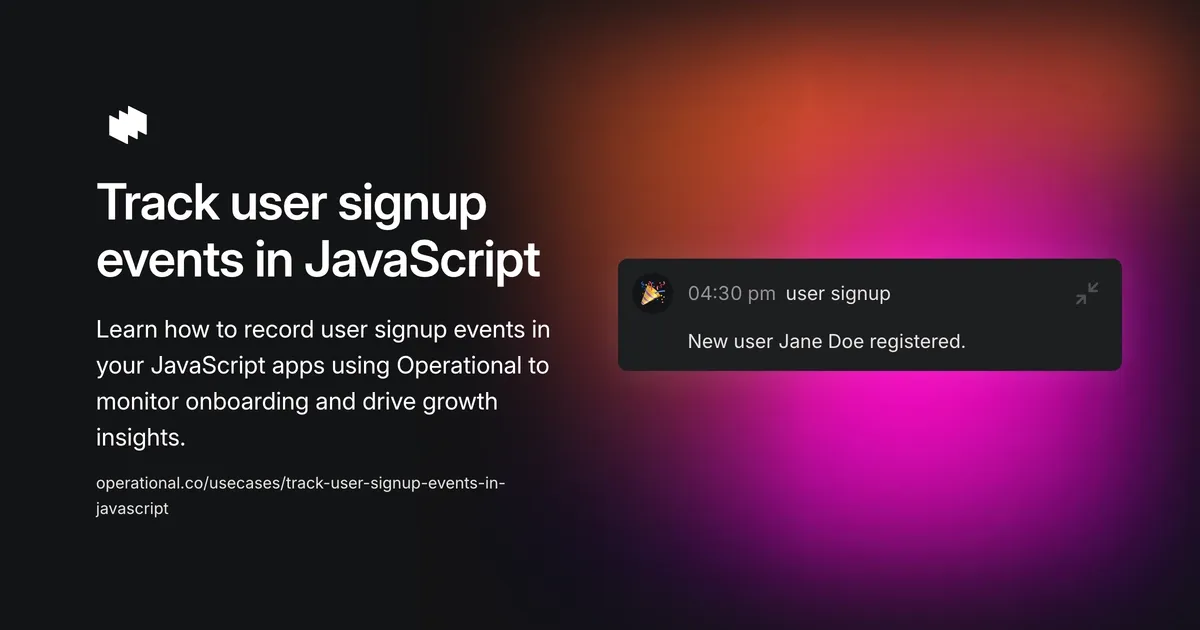 Track user signup
events in JavaScript
Learn how to record user signup events in
your JavaScript apps using Operational to
monitor onboarding and drive growth
insights.
operational.co/usecases/track-user-signup-events-in-
javascript
04:30 pm user signup
New user Jane Doe registered.